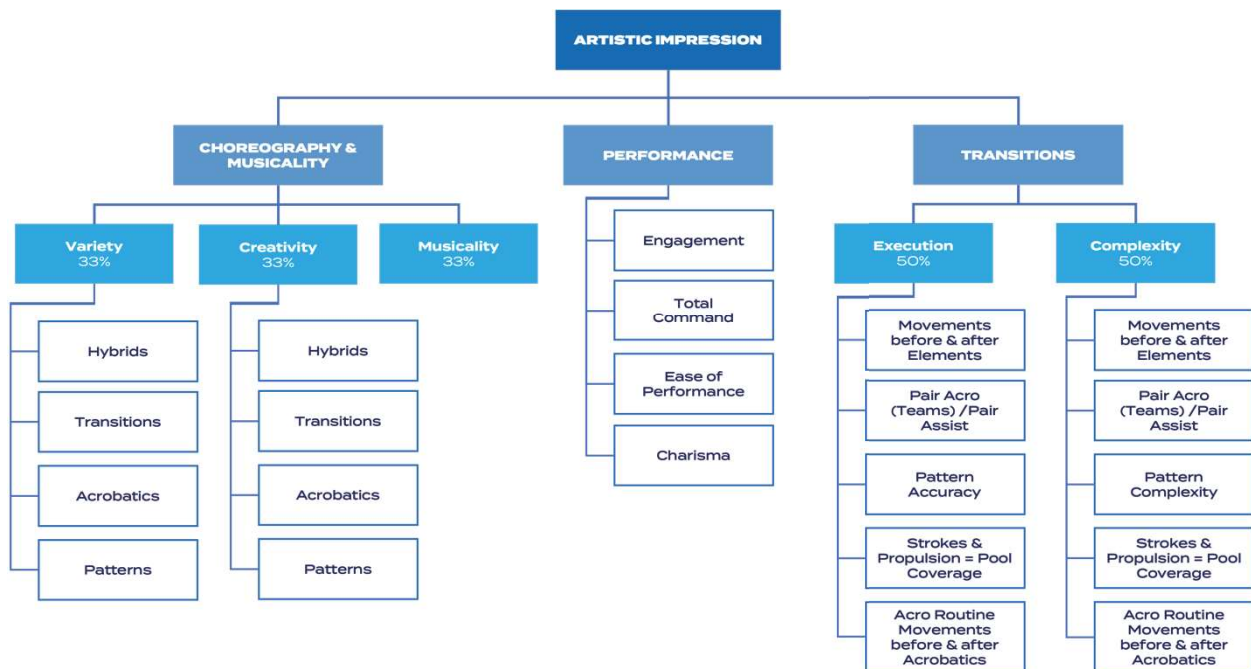 ARTISTIC IMPRESSION
CHOREOGRAPHY &
MUSICALITY
PERFORMANCE
TRANSITIONS
Variety
33%
Creativity
33%
Musicality
33%
Execution
50%
Complexity
50%
Hybrids
Transitions
Acrobatics
Patterns
Hybrids
Transitions
Acrobatics
Patterns
Engagement
Total
Command
Ease of
Performance
Charisma
Movements
before & after
Elements
Pair Acro
(Teams) /Pair
Assist
Pattern
Accuracy
Strokes &
Propulsion = Pool
Coverage
Acro Routine
Movements
before & after
Acrobatics
Movements
before & after
Elements
Pair Acro
(Teams) /Pair
Assist
Pattern
Complexity
Strokes &
Propulsion = Pool
Coverage
Acro Routine
Movements
before & after
Acrobatics